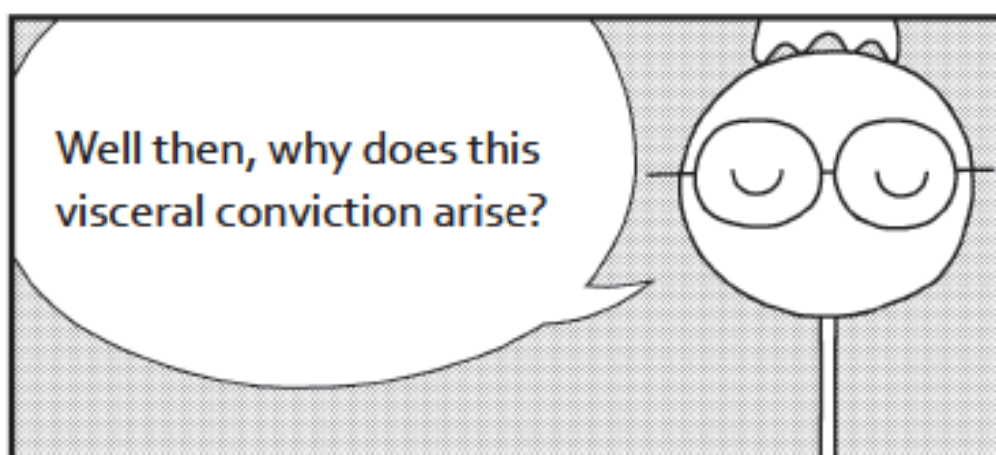 Well then, why does this
visceral conviction arise?